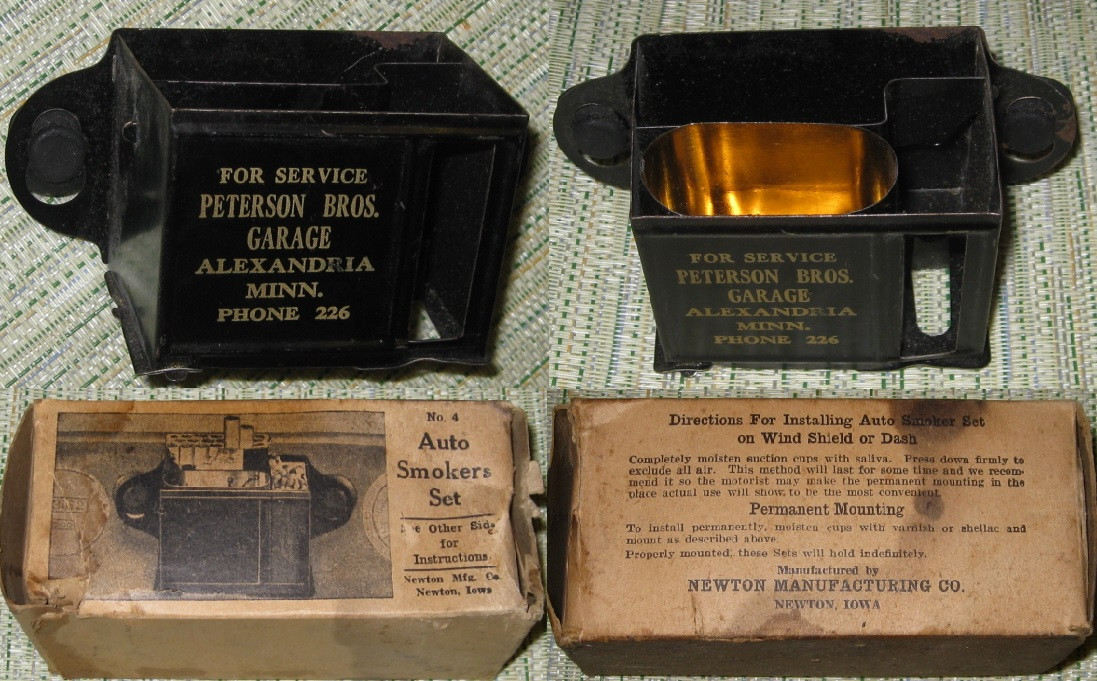 FOR SERVICE
PETERSON BROS.
GARAGE
ALEXANDRIA
MINN.
PHONE 226
FOR SERVICE
PETERSON BROS.
GARAGE
ALEXANDRIA
MINN.
PHONE 226
No. 4
Auto
Smokers
Set
See Other Side
for
Instructions
Newton Mfg. Co.
Newton, Iowa
Directions For Installing Auto Smoker Set
on Wind Shield or Dash
Completely moisten suction cups with saliva. Press down firmly to
exclude all air. This method will last for some time and we recom-
mend it so the motorist may make the permanent mounting in the
place actual use will show, to be the most convenient.
Permanent Mounting
To install permanently, moisten cups with varnish or shellac and
mount as described above.
Properly mounted, these Sets will hold indefinitely.
Manufactured by
NEWTON MANUFACTURING CO.
NEWTON, IOWA